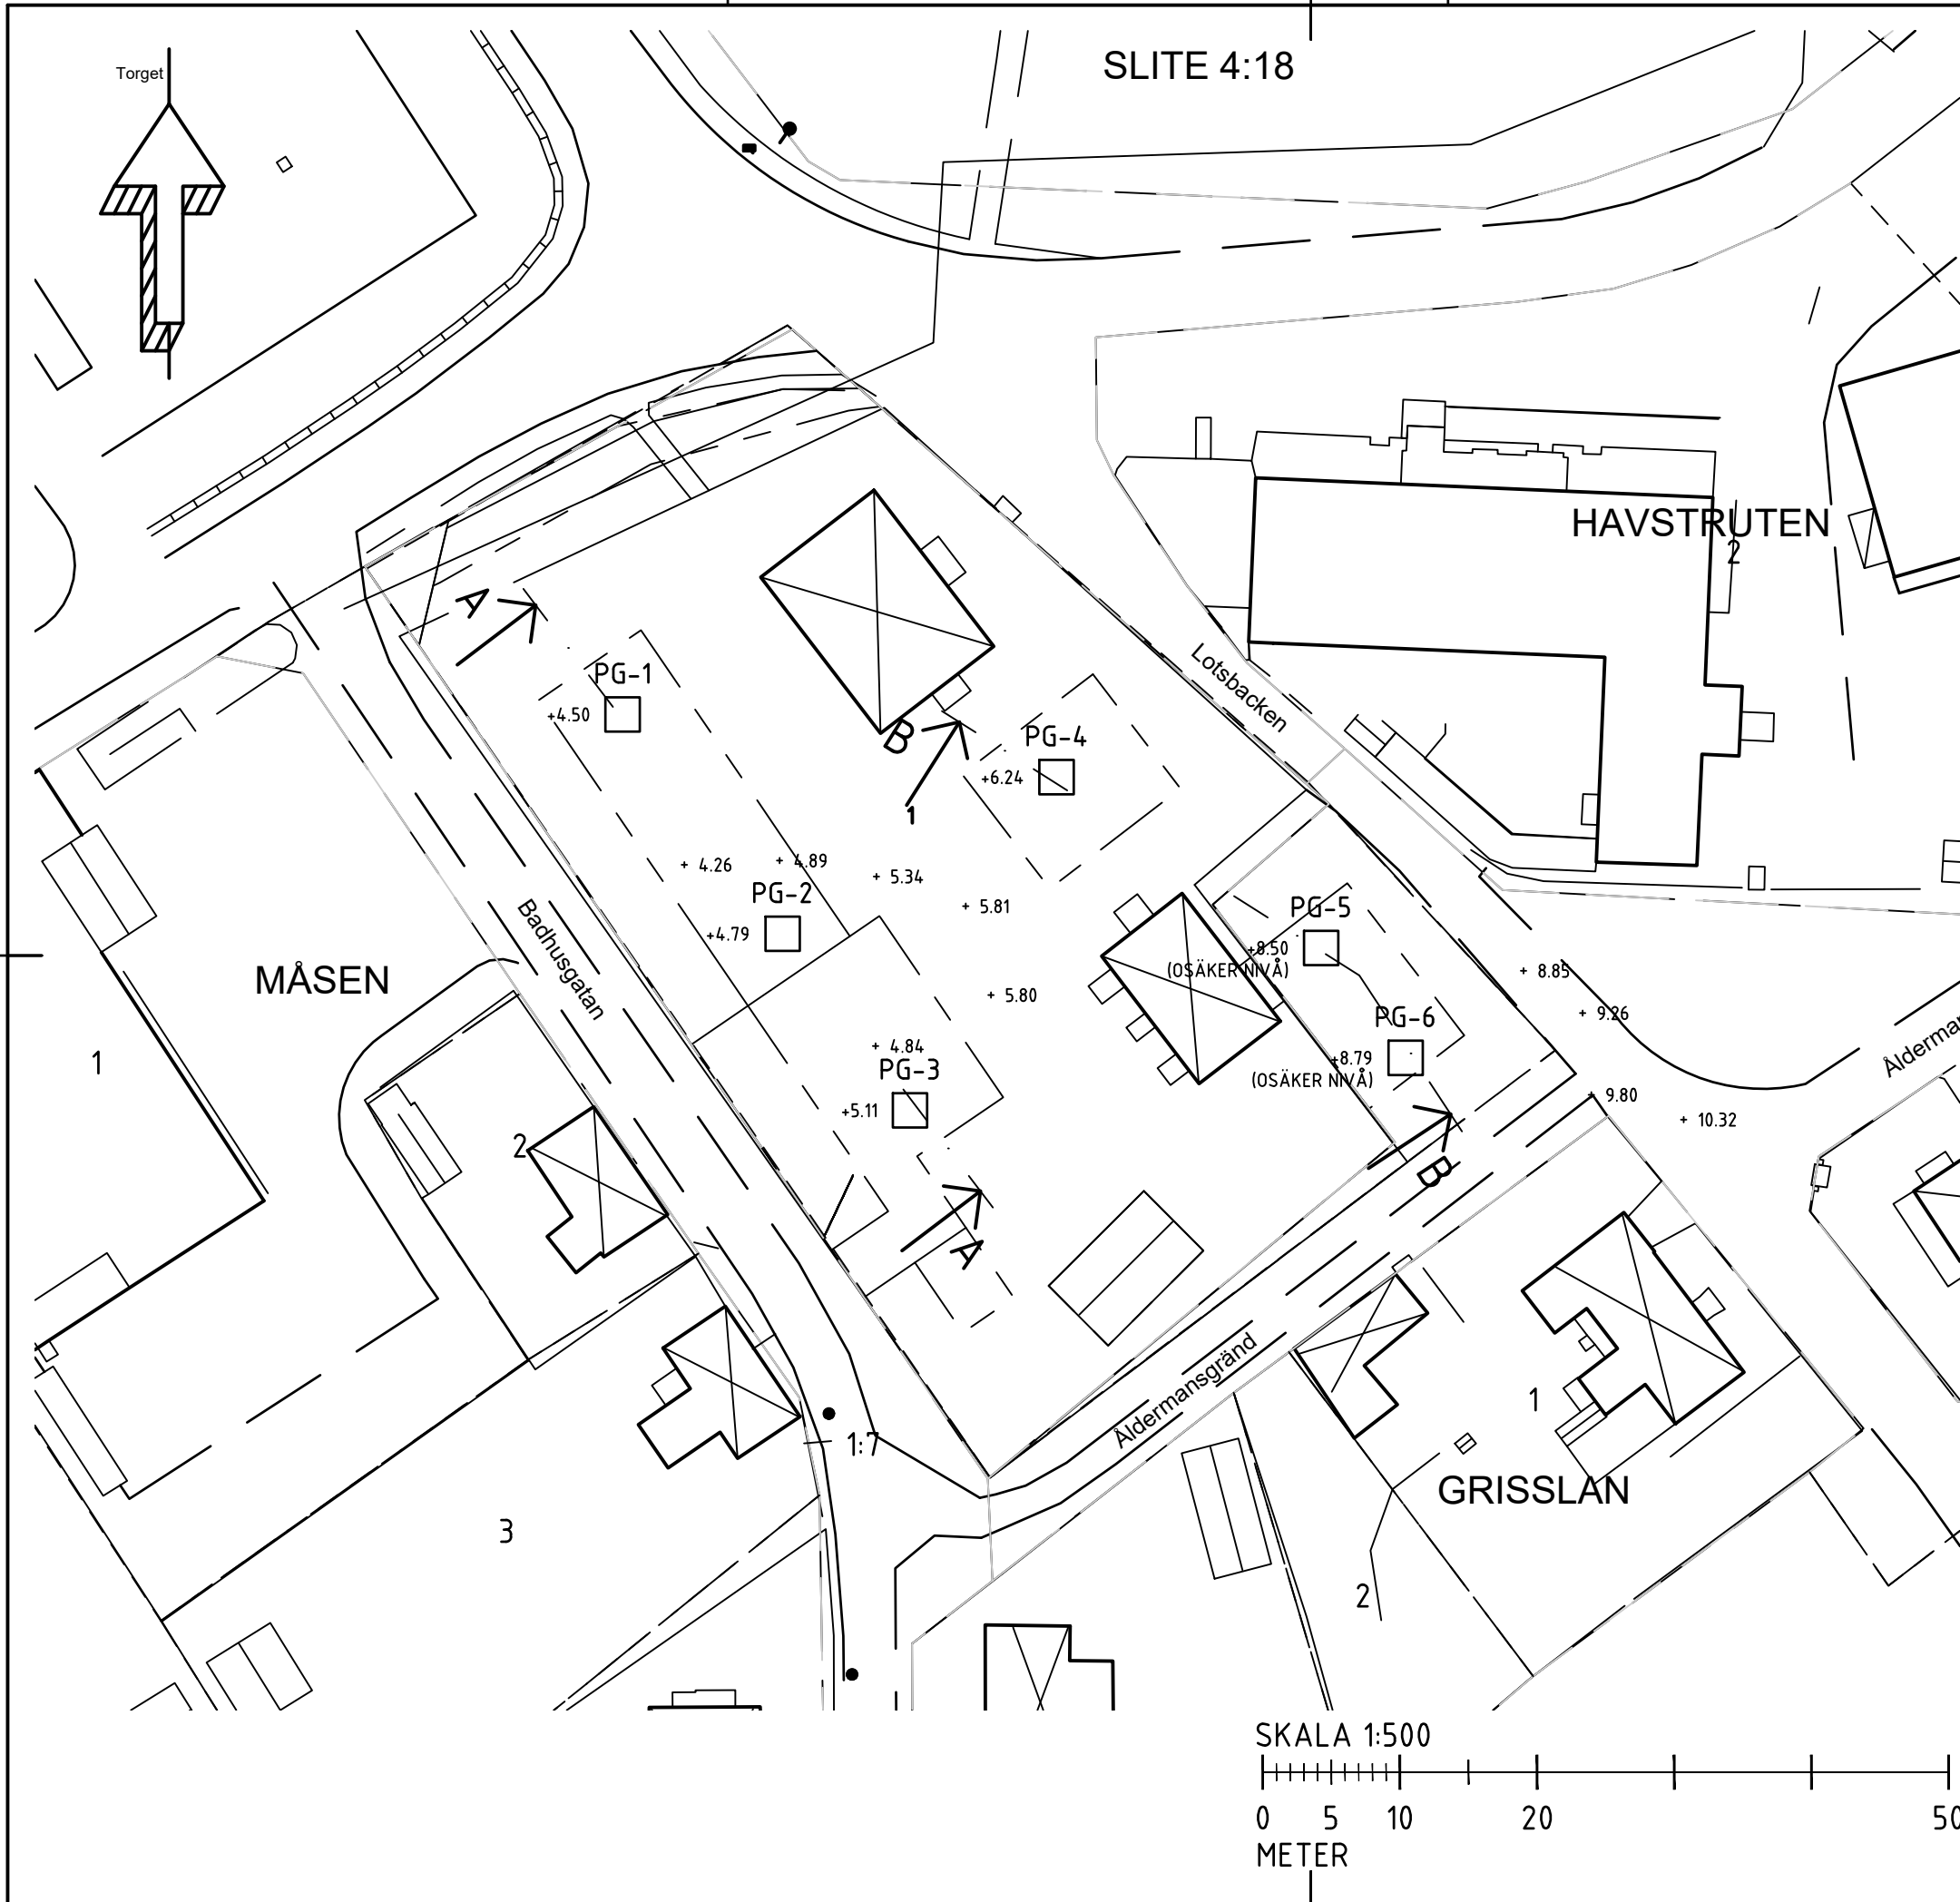 SLITE 4:18
Torget
HAVSTRUTEN
2
A
PG-1
+4.50
Lotsbacken
B
PG-4
+6.24
1
+ 4.26
+ 4.89
+ 5.34
PG-2
+4.79
+ 5.81
PG-5
+8.50
(OSÄKER NIVÅ)
Badhusgatan
MÅSEN
+ 8.85
+ 5.80
+ 9.26
PG-6
+8.79
(OSÄKER NIVÅ)
1
+ 4.84
PG-3
+5.11
+ 9.80
+ 10.32
2
B
A
Åldermansgränd
1
1:7
GRISSLAN
3
2
SKALA 1:500
0 5 10 20 50
METER